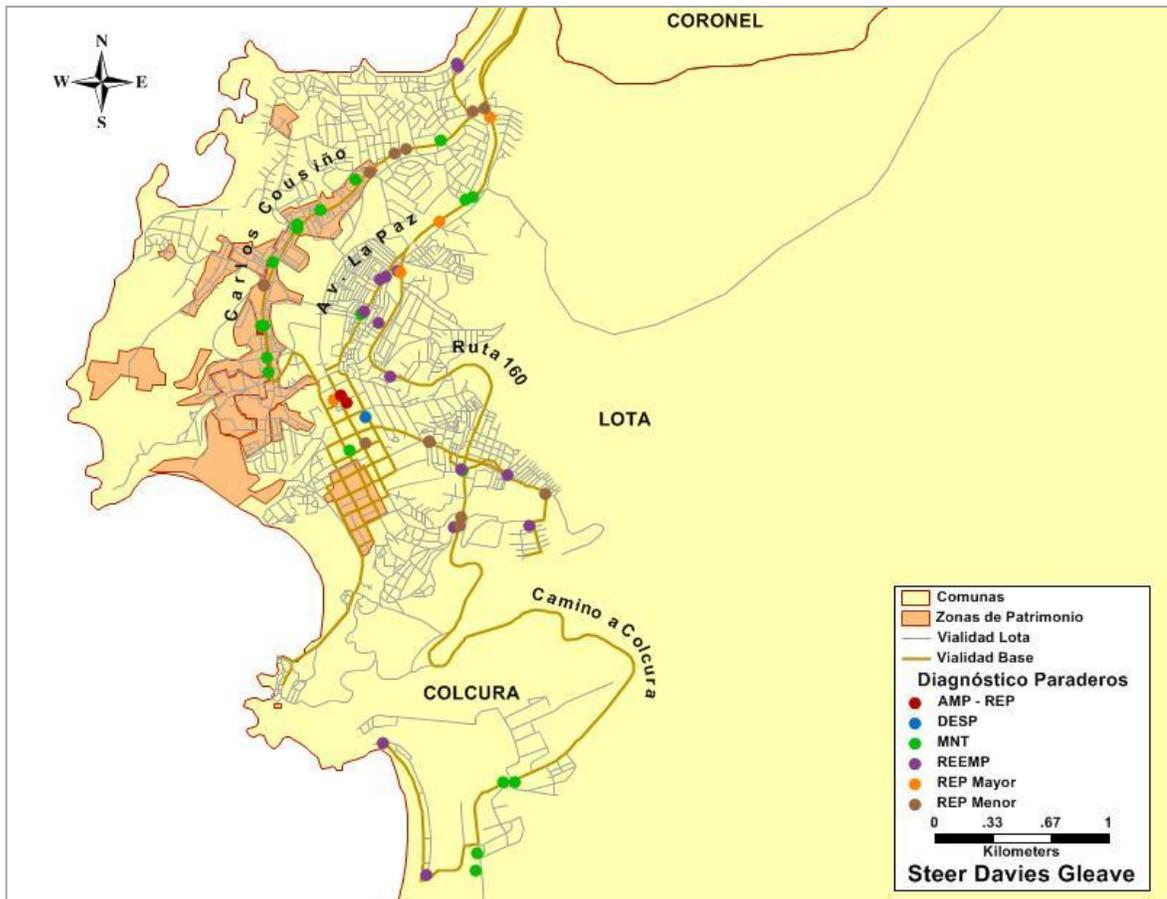 CORONEL
N
W E
S
Carlos Cousiño
Av. La Paz
Ruta 160
LOTA
Camino a Colcura
COLCURA
Comunas
Zonas de Patrimonio
Vialidad Lota
Vialidad Base
Diagnóstico Paraderos
AMP - REP
DESP
MNT
REEMP
REP Mayor
REP Menor
0 .33 .67 1
Kilometers
Steer Davies Gleave